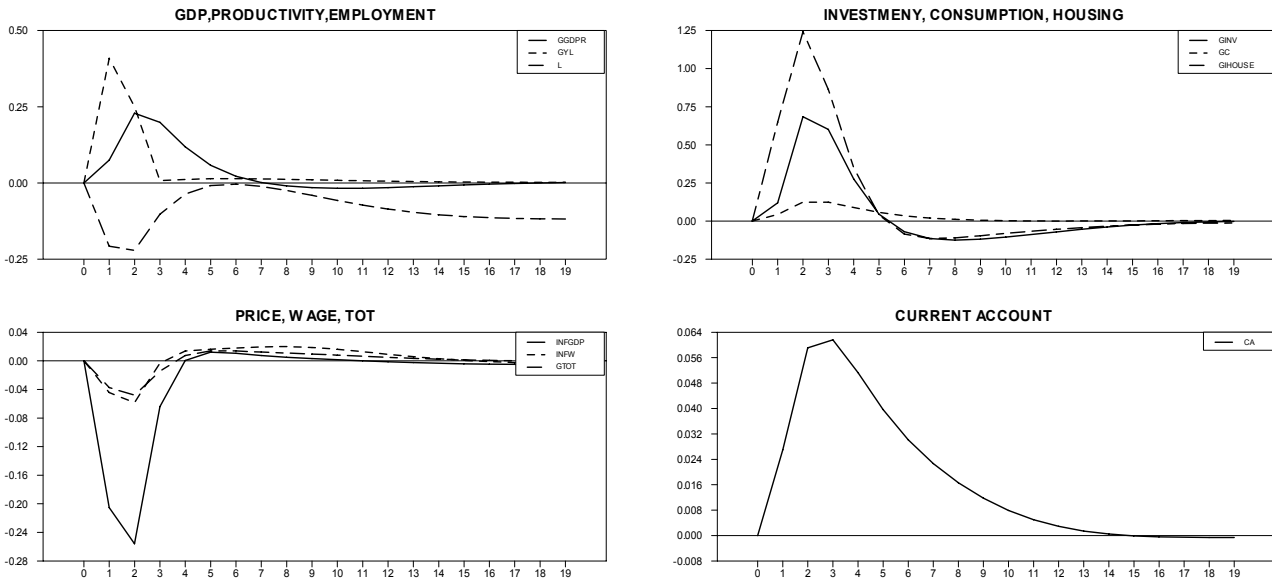 GDP,PRODUCTIVITY,EMPLOYMENT
0.50
0.25
0.00
-0.25
GGDPR
GYL
L
0 1 2 3 4 5 6 7 8 9 10 11 12 13 14 15 16 17 18 19
INVESTMENY, CONSUMPTION, HOUSING
1.25
1.00
0.75
0.50
0.25
0.00
-0.25
GINV
GC
GIHOUSE
0 1 2 3 4 5 6 7 8 9 10 11 12 13 14 15 16 17 18 19
PRICE, WAGE, TOT
0.04
0.00
-0.04
-0.08
-0.12
-0.16
-0.20
-0.24
-0.28
INFGDP
INFW
GTOT
0 1 2 3 4 5 6 7 8 9 10 11 12 13 14 15 16 17 18 19
CURRENT ACCOUNT
0.064
0.056
0.048
0.040
0.032
0.024
0.016
0.008
0.000
-0.008
CA
0 1 2 3 4 5 6 7 8 9 10 11 12 13 14 15 16 17 18 19